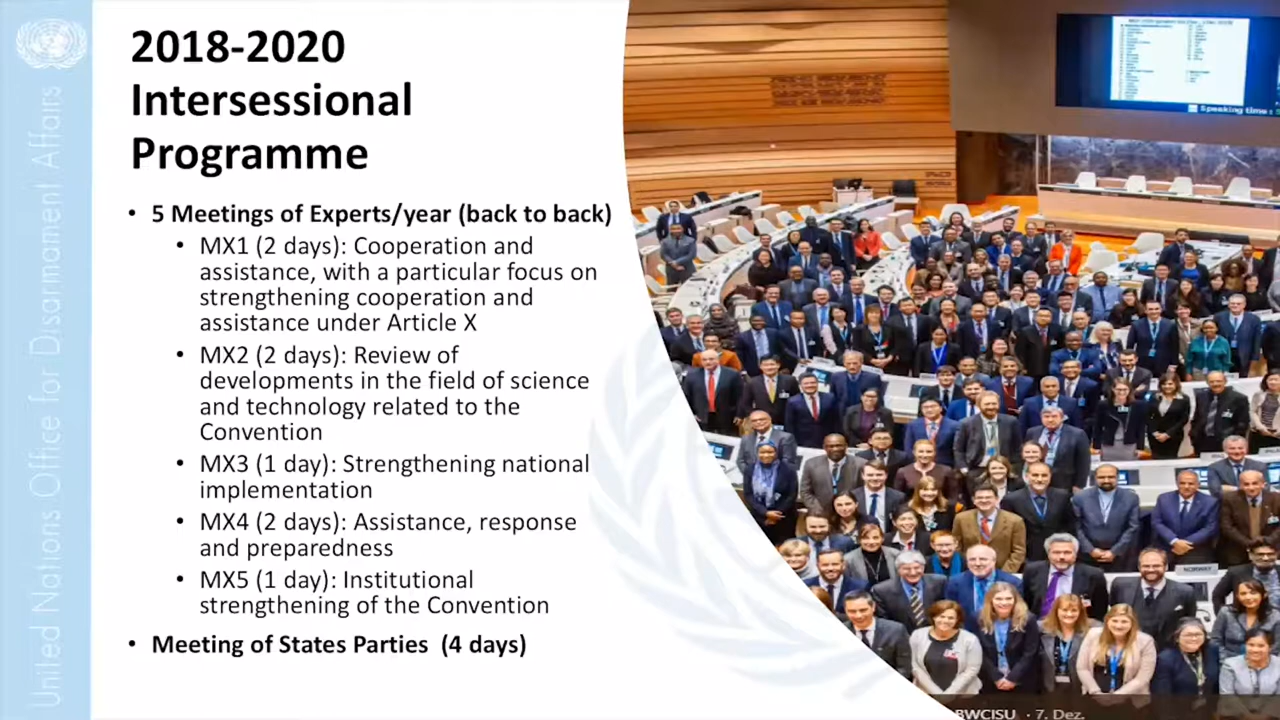 United Nations Office for Disarmament Affairs
2018-2020
Intersessional
Programme
• 5 Meetings of Experts/year (back to back)
• MX1 (2 days): Cooperation and
assistance, with a particular focus on
strengthening cooperation and
assistance under Article X
• MX2 (2 days): Review of
developments in the field of science
and technology related to the
Convention
• MX3 (1 day): Strengthening national
implementation
• MX4 (2 days): Assistance, response
and preparedness
• MX5 (1 day): Institutional
strengthening of the Convention
• Meeting of States Parties (4 days)
Speaking time :
NORWAY
BWCISU · 7. Dez.